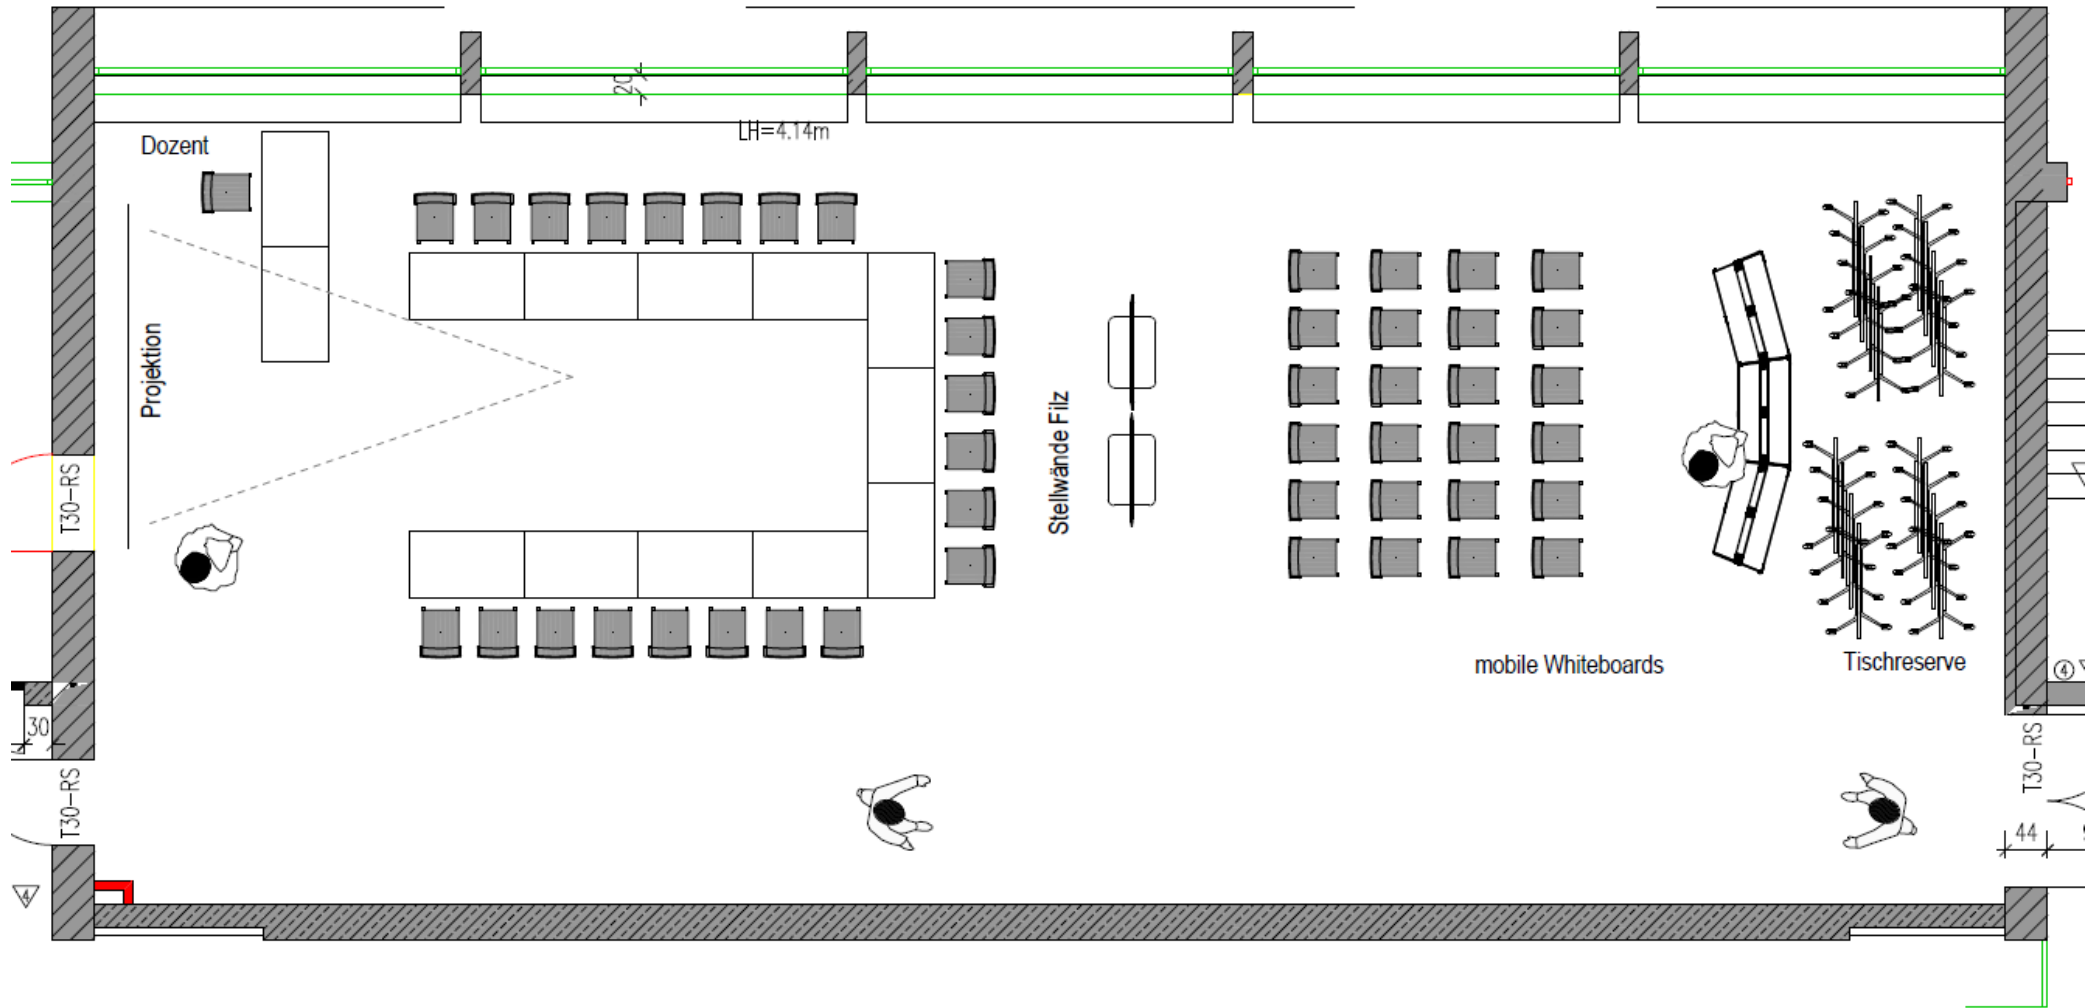 20
LH=4.14m
Dozent
Projektion
T30-RS
Stellwände Filz
mobile Whiteboards
Tischreserve
4
30
T30-RS
T30-RS
44
4